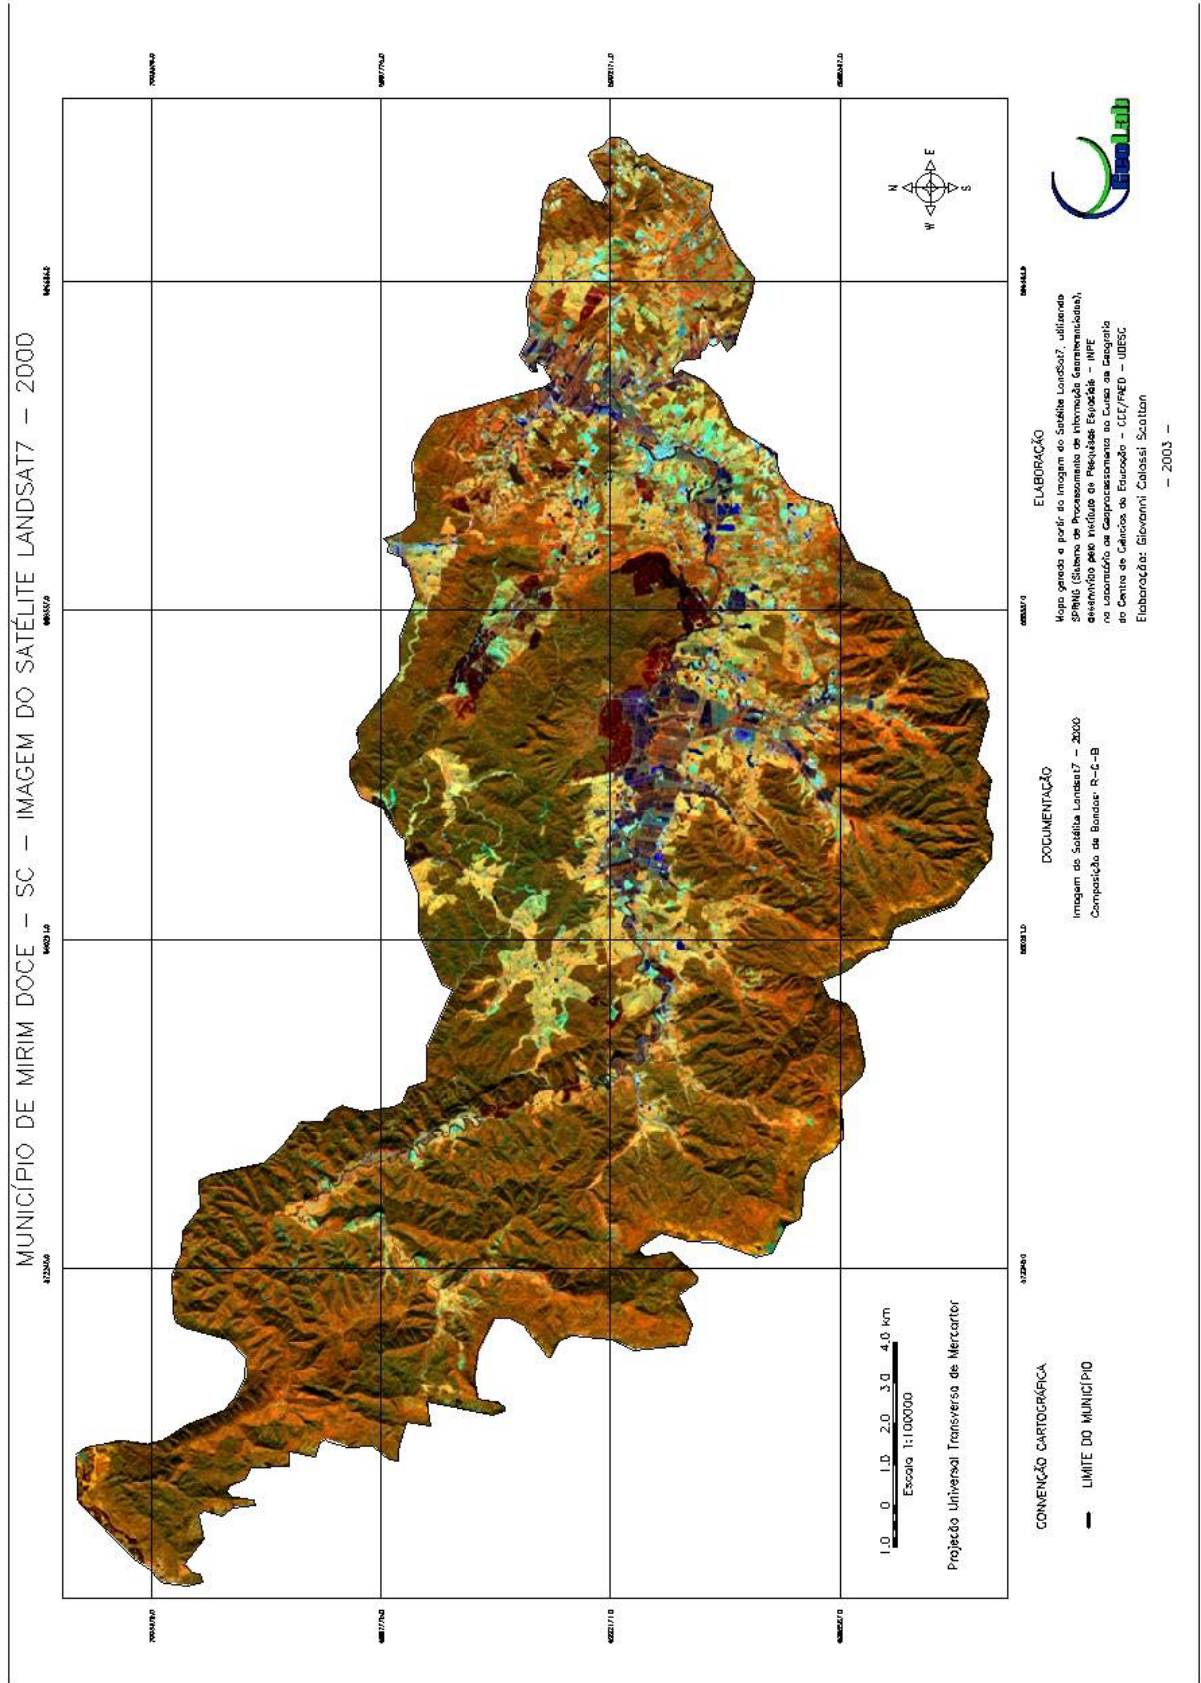 MUNICÍPIO DE MIRIM DOCE - SC - IMAGEM DO SATÉLITE LANDSAT7 - 2000
N
W
E
S
1.0 0 1.0 2.0 3.0 4.0 km
Escala 1:100000
Projecão Universal Transversa de Mercartor
CONVENÇÃO CARTOGRÁFICA
LIMITE DO MUNICÍPIO
DOCUMENTAÇÃO
Imagem do Satélite Landsat7 - 2000
Composição de Bandas: R-G-B
ELABORAÇÃO
Mapa gerado a partir da Imagem do Satélite LandSat7, utilizando
SPRING (Sistema de Processamento de Informação Georreferenciadas),
desenvolvido pelo Instituto de Pesquisas Espaciais - INPE
no Laboratório de Geoprocessamento do Curso de Geografia
do Centro de Ciências da Educação - CCE/FAED - UDESC
Elaboração: Giovanni Colossi Scotton
- 2003 -
GeoLab